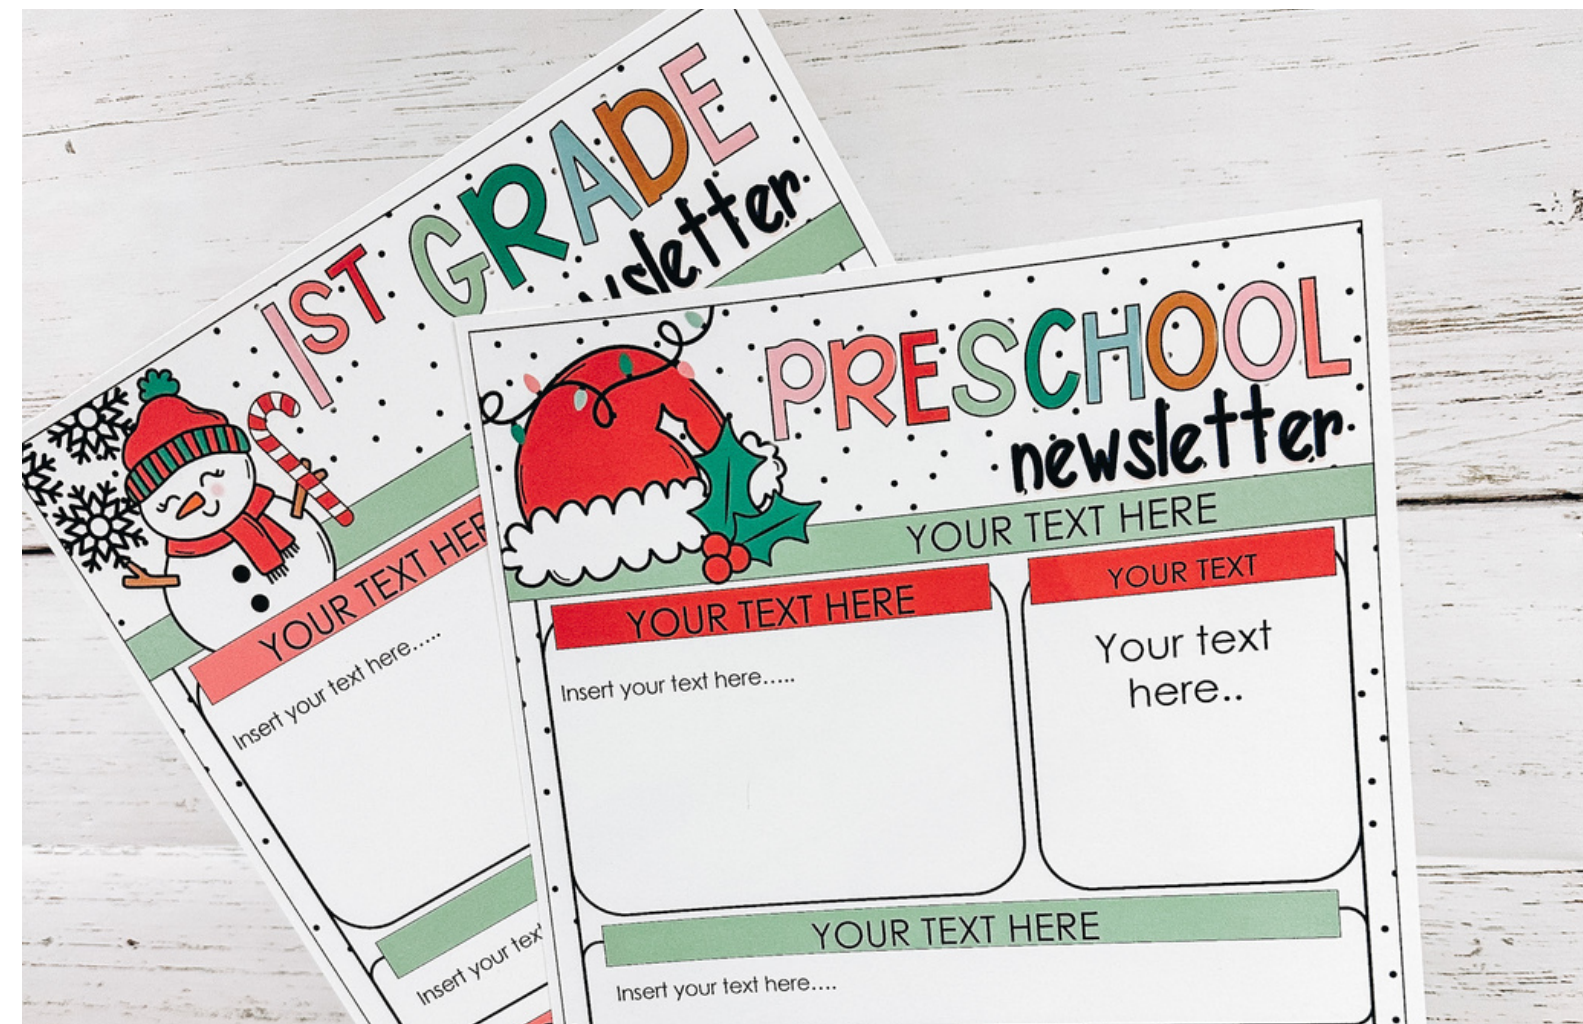 1ST GRADE
newsletter
YOUR TEXT HERE
Insert your text here.....
Insert your text
PRESCHOOL
newsletter
YOUR TEXT HERE
YOUR TEXT HERE
Insert your text here.....
YOUR TEXT
Your text
here..
YOUR TEXT HERE
Insert your text here....